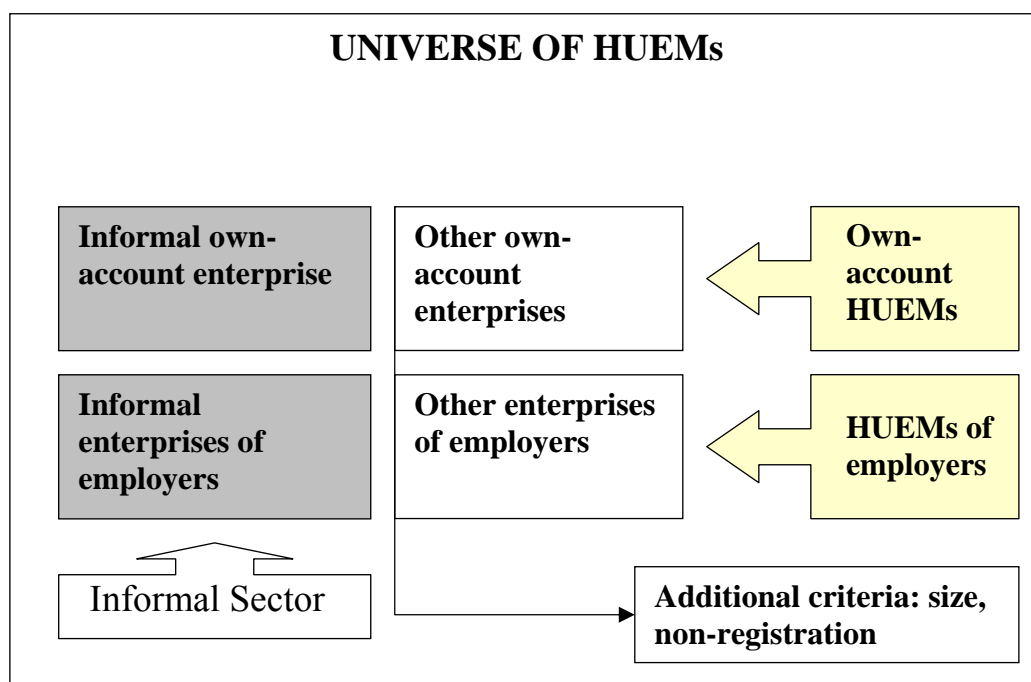 UNIVERSE OF HUEMs
Informal own-
account enterprise
Other own-
account
enterprises
Own-
account
HUEMs
Informal
enterprises of
employers
Other enterprises
of employers
HUEMs of
employers
Informal Sector
Additional criteria: size,
non-registration